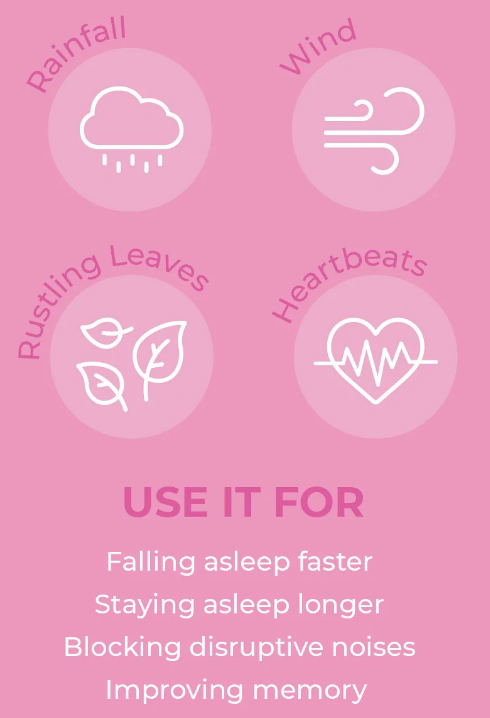 Rainfall
Wind
Rustling Leaves
Heartbeats
USE IT FOR
Falling asleep faster
Staying asleep longer
Blocking disruptive noises
Improving memory